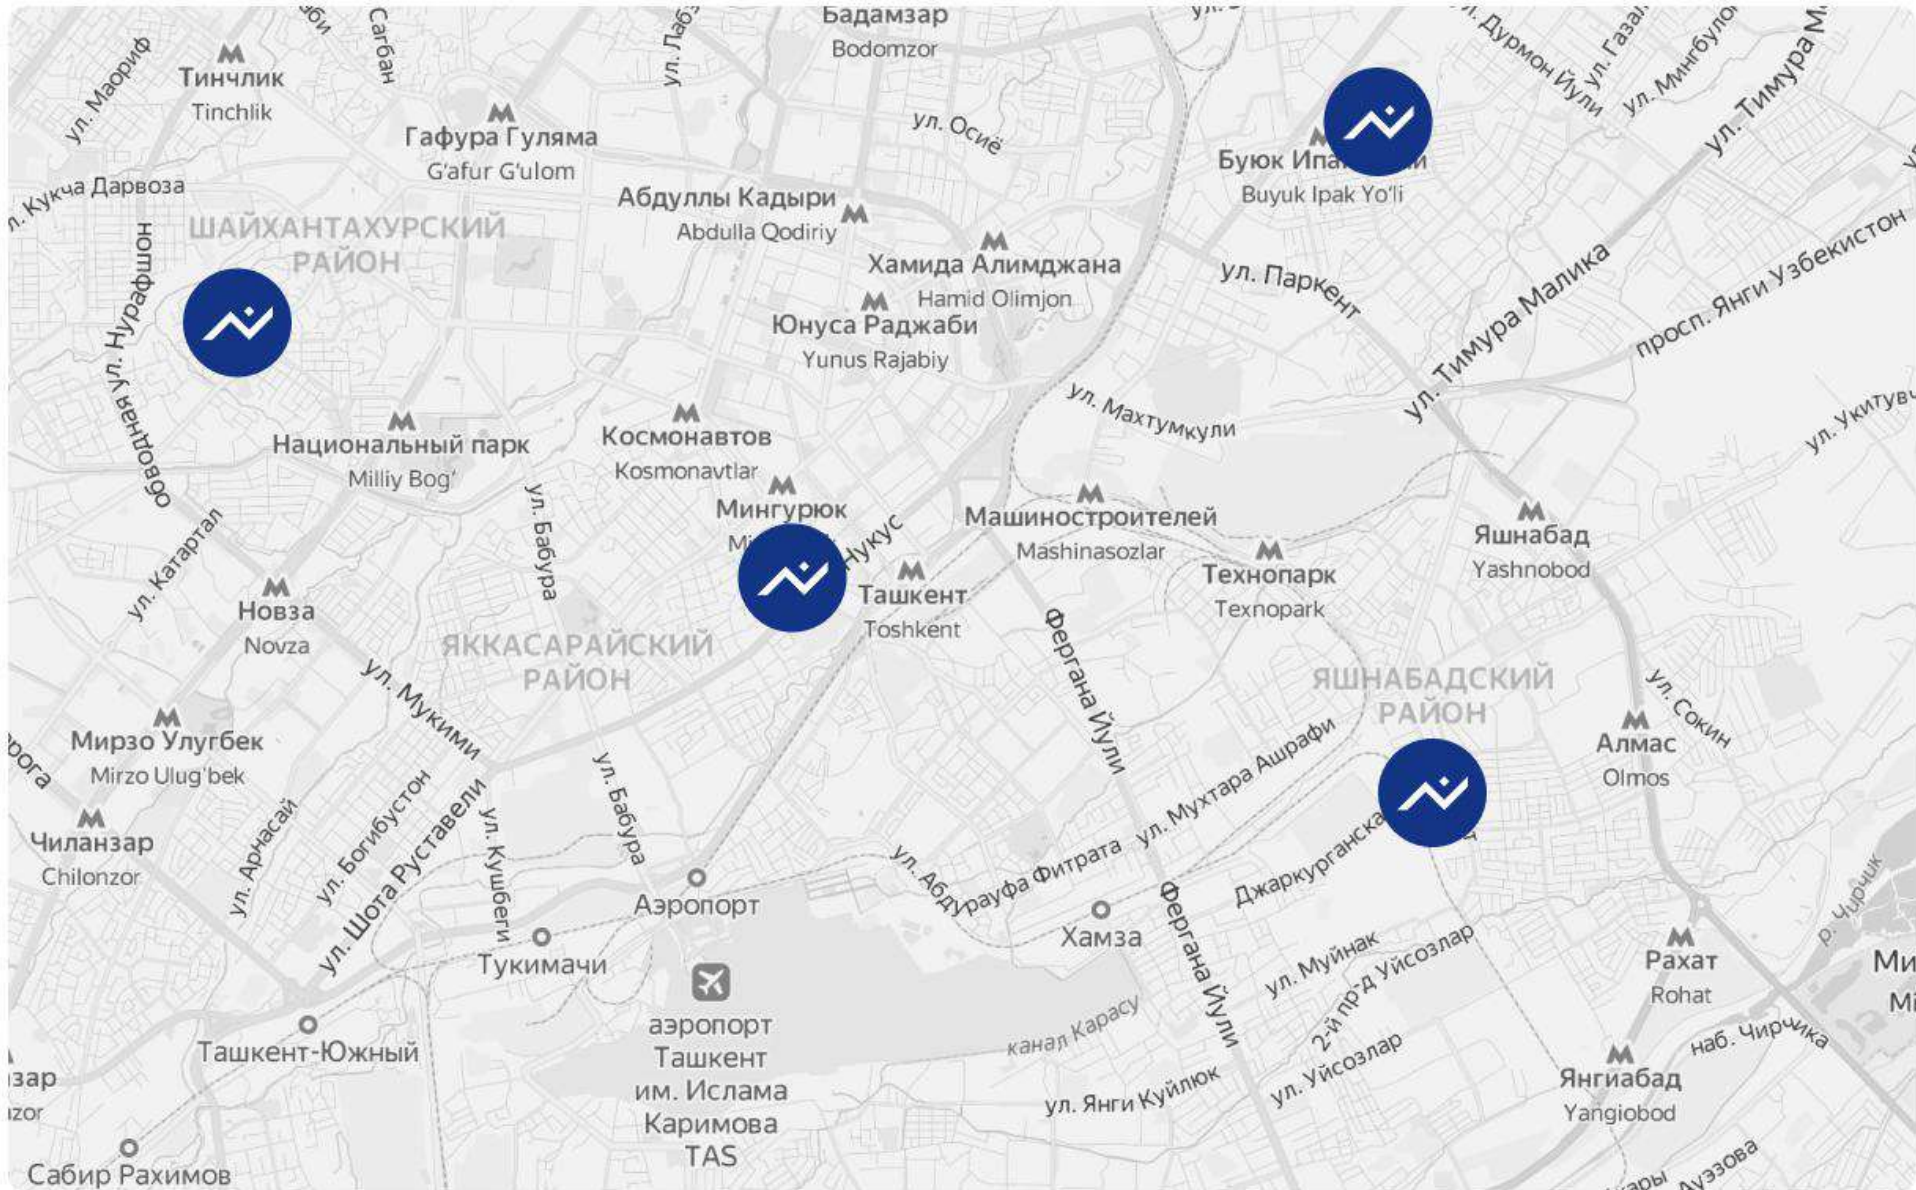 Бадамзар
Bodomzor
ул. Маориф
Тинчлик
Tinchlik
Сагбан
Гафура Гуляма
G'afur G'ulom
ул. Осиё
ул. Дурмон Йули
ул. Мингбулок
ул. Тимура
Буюк
Buyuk Ipak Yo'li
Кукча Дарвоза
ШАЙХАНТАХУРСКИЙ
РАЙОН
Абдуллы Кадыри
Abdulla Qodiriy
Хамида Алимджана
Hamid Olimjon
Юнуса Раджаби
Yunus Rajabiy
ул. Паркент
ул. Тимура Малика
просп. Янги Узбекистон
обводная ул. Нурафшон
Национальный парк
Milliy Bog'
Космонавтов
Kosmonavtlar
Мингурюк
ул. Махтумкули
ул. Катартал
ул. Бабура
Нукус
Машиностроителей
Mashinasozlar
Яшнабад
Yashnobod
Технопарк
Texnopark
Новза
Novza
Ташкент
Toshkent
ЯККАСАРАЙСКИЙ
РАЙОН
ул. Мукими
Фергана Йули
ЯШНАБАДСКИЙ
РАЙОН
ул. Сокин
Мирзо Улугбек
Mirzo Ulug'bek
Алмас
Olmos
ул. Мухтара Ашрафи
Чиланзар
Chilonzor
ул. Арнасай
ул. Богибустон
ул. Шота Руставели
ул. Кушбеги
ул. Бабура
ул. Абдурауфа Фитрата
Фергана Йули
р. Чирчик
Аэропорт
Хамза
Тукимачи
ул. Муйнак
2-й пр-д Уйсозлар
Рахат
Rohat
аэропорт
Ташкент
им. Ислама
Каримова
TAS
канал Карасу
Ташкент-Южный
наб. Чирчика
ул. Уйсозлар
ул. Янги Куйлюк
Янгиабад
Yangiobod
Сабир Рахимов